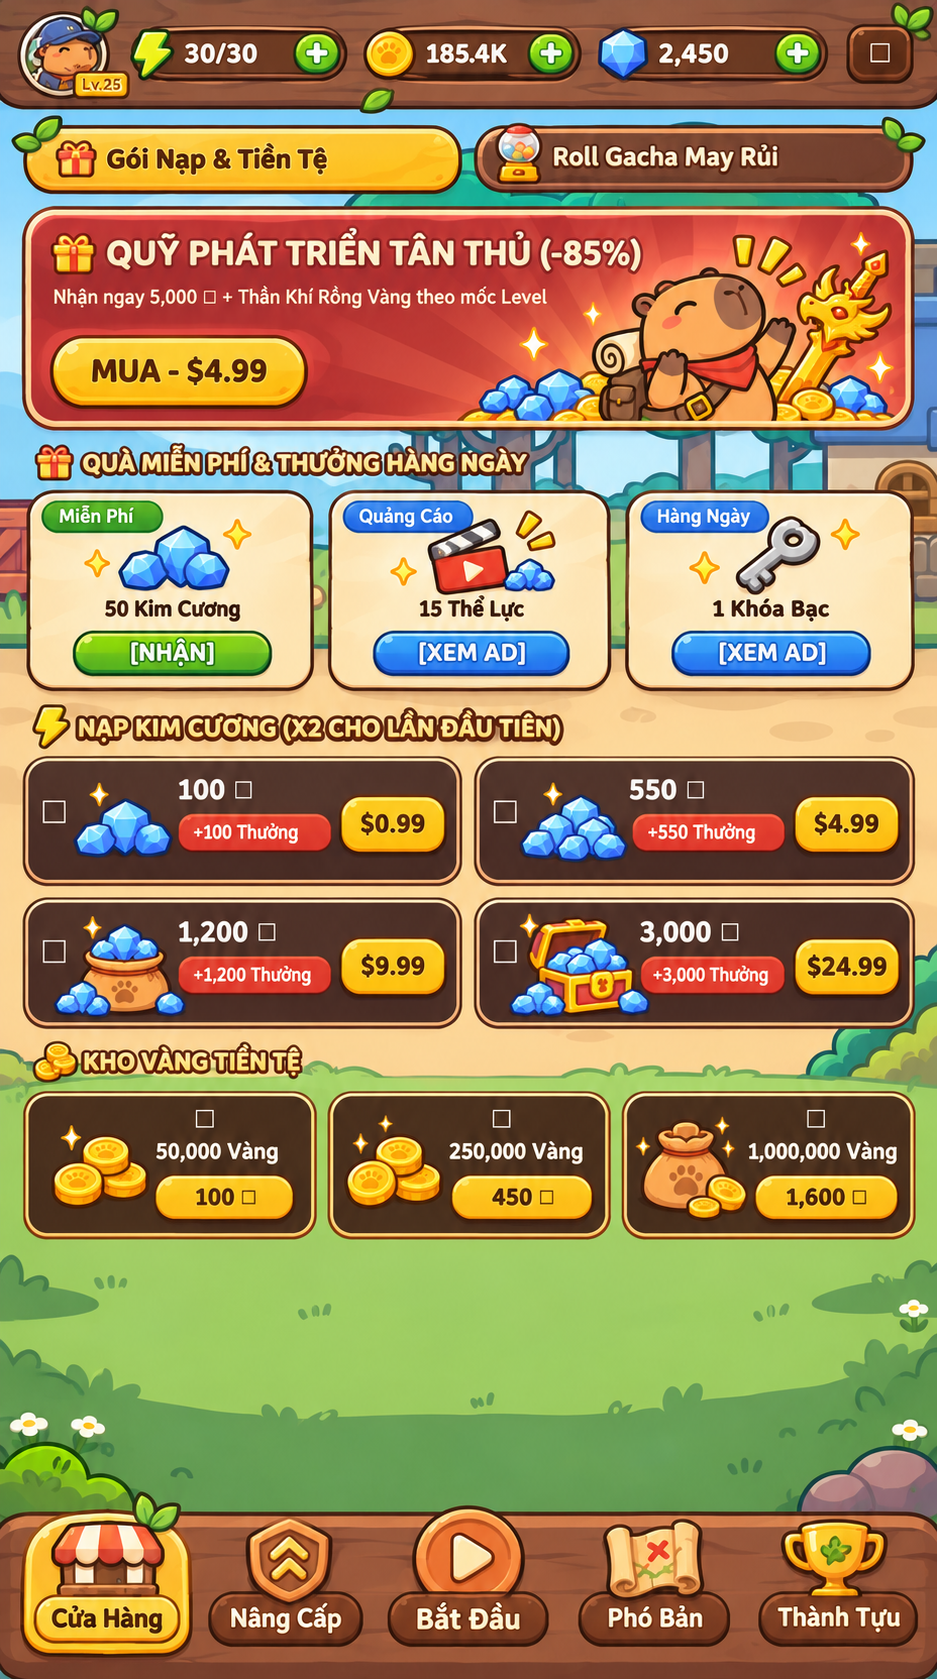 Lv.25
30/30
185.4K
2,450
□
Gói Nạp & Tiền Tệ
Roll Gacha May Rủi
QUỸ PHÁT TRIỂN TÂN THỦ (-85%)
Nhận ngay 5,000 □ + Thần Khí Rồng Vàng theo mốc Level
MUA - $4.99
QUÀ MIỄN PHÍ & THƯỞNG HÀNG NGÀY
Miễn Phí
50 Kim Cương
[NHẬN]
Quảng Cáo
15 Thể Lực
[XEM AD]
Hàng Ngày
1 Khóa Bạc
[XEM AD]
NẠP KIM CƯƠNG (X2 CHO LẦN ĐẦU TIÊN)
□
100 □
+100 Thưởng
$0.99
□
550 □
+550 Thưởng
$4.99
□
1,200 □
+1,200 Thưởng
$9.99
□
3,000 □
+3,000 Thưởng
$24.99
KHO VÀNG TIỀN TỆ
□
50,000 Vàng
100 □
□
250,000 Vàng
450 □
□
1,000,000 Vàng
1,600 □
Cửa Hàng
Nâng Cấp
Bắt Đầu
Phó Bản
Thành Tựu